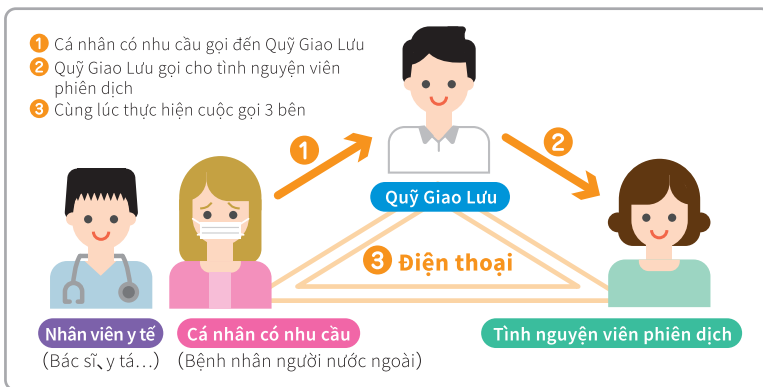 1 Cá nhân có nhu cầu gọi đến Quỹ Giao Lưu
2 Quỹ Giao Lưu gọi cho tình nguyện viên
phiên dịch
3 Cùng lúc thực hiện cuộc gọi 3 bên
1
2
Quỹ Giao Lưu
3 Điện thoại
Nhân viên y tế
Cá nhân có nhu cầu
Tình nguyện viên phiên dịch
(Bác sĩ、y tá…)
(Bệnh nhân người nước ngoài)